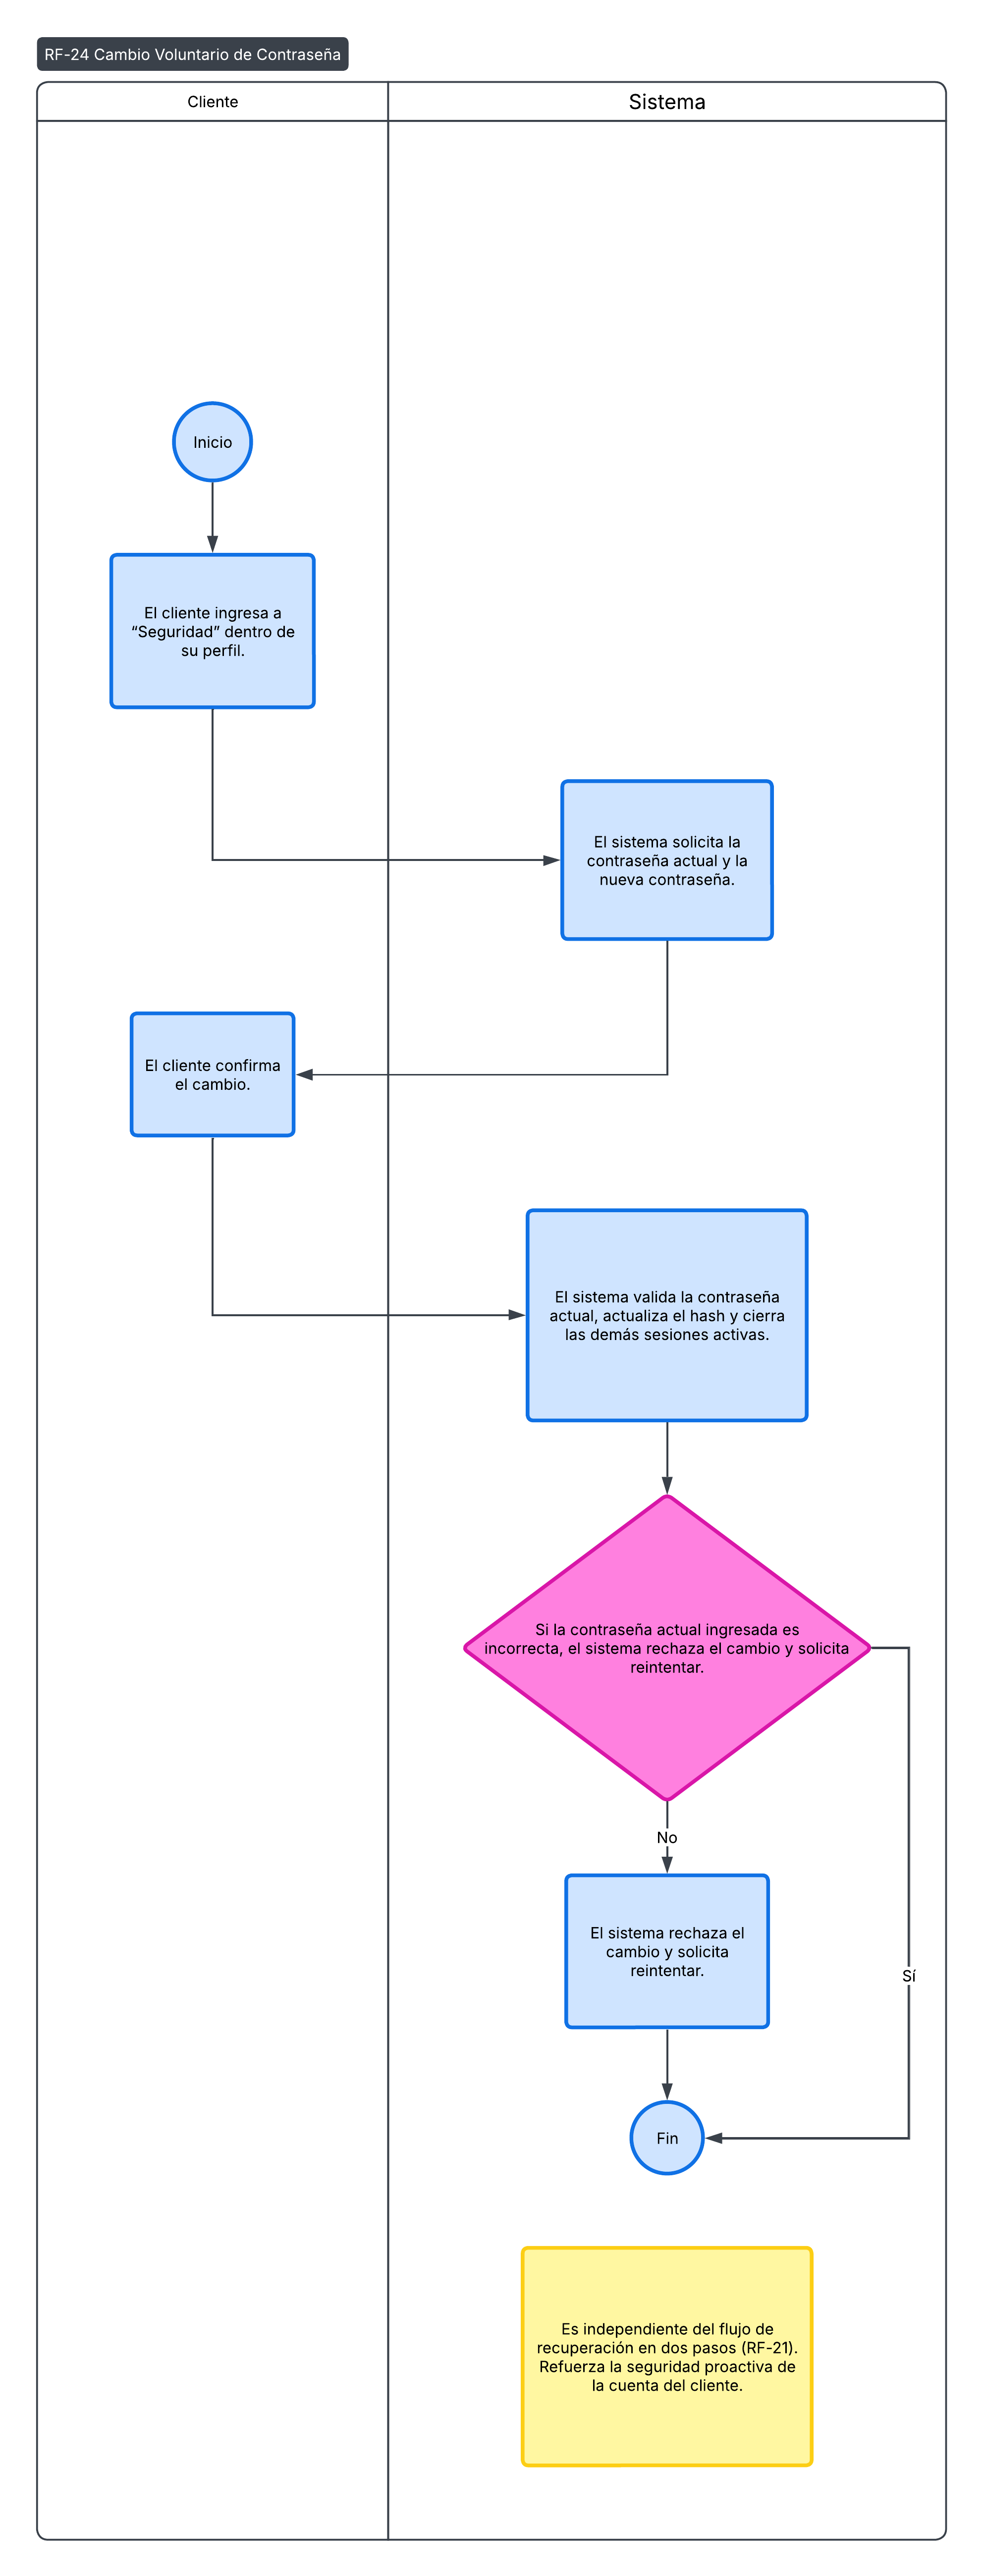 RF-24 Cambio Voluntario de Contraseña
Cliente
Sistema
Inicio
El cliente ingresa a
“Seguridad” dentro de
su perfil.
El sistema solicita la
contraseña actual y la
nueva contraseña.
El cliente confirma
el cambio.
El sistema valida la contraseña
actual, actualiza el hash y cierra
las demás sesiones activas.
Si la contraseña actual ingresada es
incorrecta, el sistema rechaza el cambio y solicita
reintentar.
No
El sistema rechaza el
cambio y solicita
reintentar.
Sí
Fin
Es independiente del flujo de
recuperación en dos pasos (RF-21).
Refuerza la seguridad proactiva de
la cuenta del cliente.